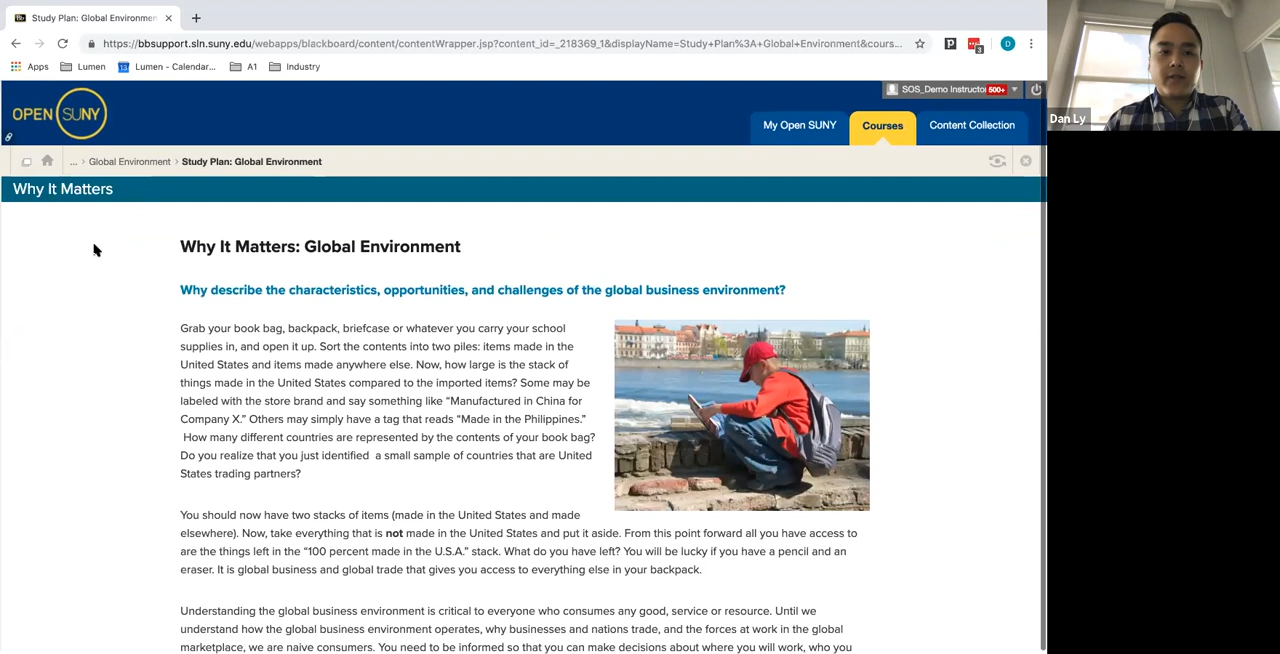 Study Plan: Global Environmen
https://bbsupport.sln.suny.edu/webapps/blackboard/content/contentWrapper.jsp?content_id=_218369_1&displayName=Study+Plan%3A+Global+Environment&cours...
P
3
D
Apps
Lumen
Lumen - Calendar...
A1
Industry
OPEN SUNY
SOS_Demo Instructo 500+
My Open SUNY
Courses
Content Collection
... > Global Environment > Study Plan: Global Environment
Why It Matters
Dan Ly
Why It Matters: Global Environment
Why describe the characteristics, opportunities, and challenges of the global business environment?
Grab your book bag, backpack, briefcase or whatever you carry your school
supplies in, and open it up. Sort the contents into two piles: items made in the
United States and items made anywhere else. Now, how large is the stack of
things made in the United States compared to the imported items? Some may be
labeled with the store brand and say something like “Manufactured in China for
Company X.” Others may simply have a tag that reads “Made in the Philippines.”
How many different countries are represented by the contents of your book bag?
Do you realize that you just identified a small sample of countries that are United
States trading partners?
You should now have two stacks of items (made in the United States and made
elsewhere). Now, take everything that is not made in the United States and put it aside. From this point forward all you have access to
are the things left in the “100 percent made in the U.S.A.” stack. What do you have left? You will be lucky if you have a pencil and an
eraser. It is global business and global trade that gives you access to everything else in your backpack.
Understanding the global business environment is critical to everyone who consumes any good, service or resource. Until we
understand how the global business environment operates, why businesses and nations trade, and the forces at work in the global
marketplace, we are naive consumers. You need to be informed so that you can make decisions about where you will work, who you